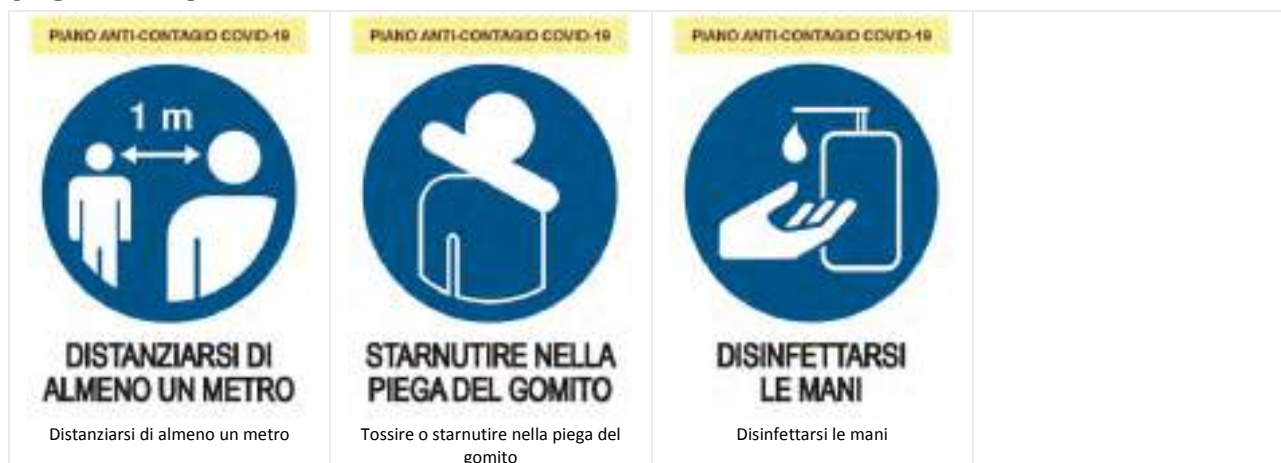 PIANO ANTI-CONTAGIO COVID-19
1 m
DISTANZIARSI DI
ALMENO UN METRO
Distanziarsi di almeno un metro
PIANO ANTI-CONTAGIO COVID-19
STARNUTIRE NELLA
PIEGA DEL GOMITO
Tossire o starnutire nella piega del
gomito
PIANO ANTI-CONTAGIO COVID-19
DISINFETTARSI
LE MANI
Disinfettarsi le mani